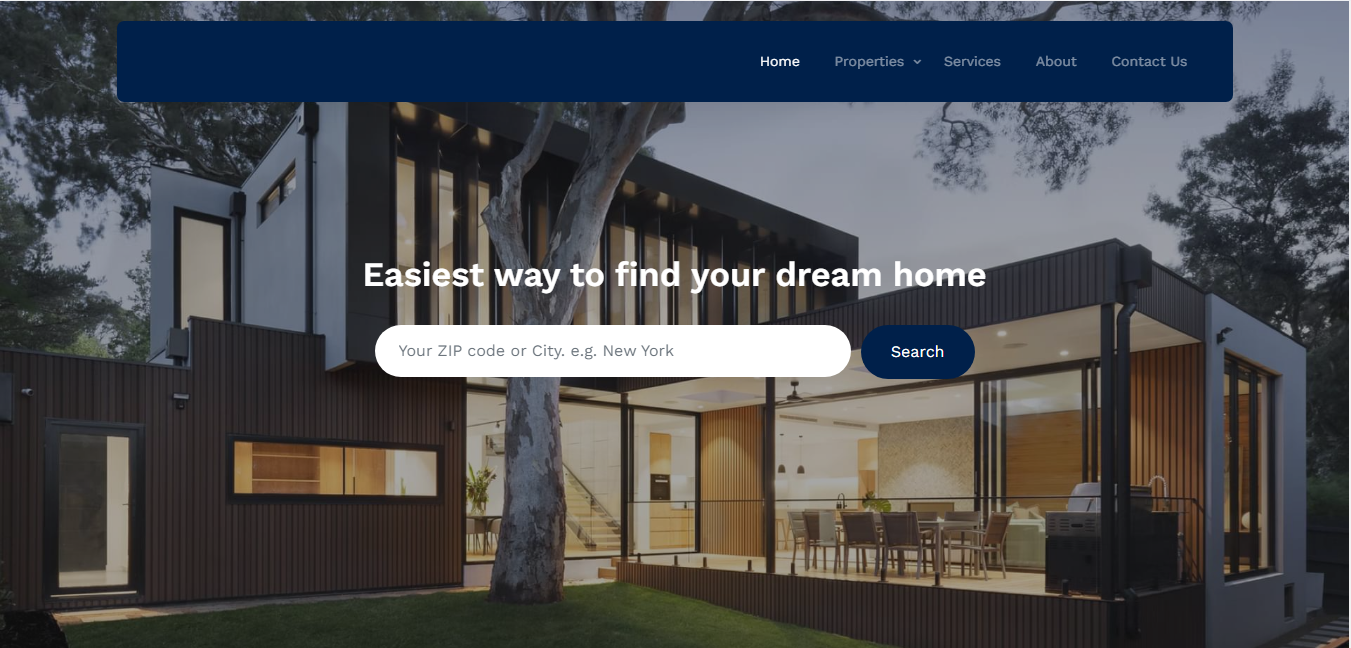 Home Properties Services About Contact Us
Easiest way to find your dream home
Your ZIP code or City. e.g. New York Search